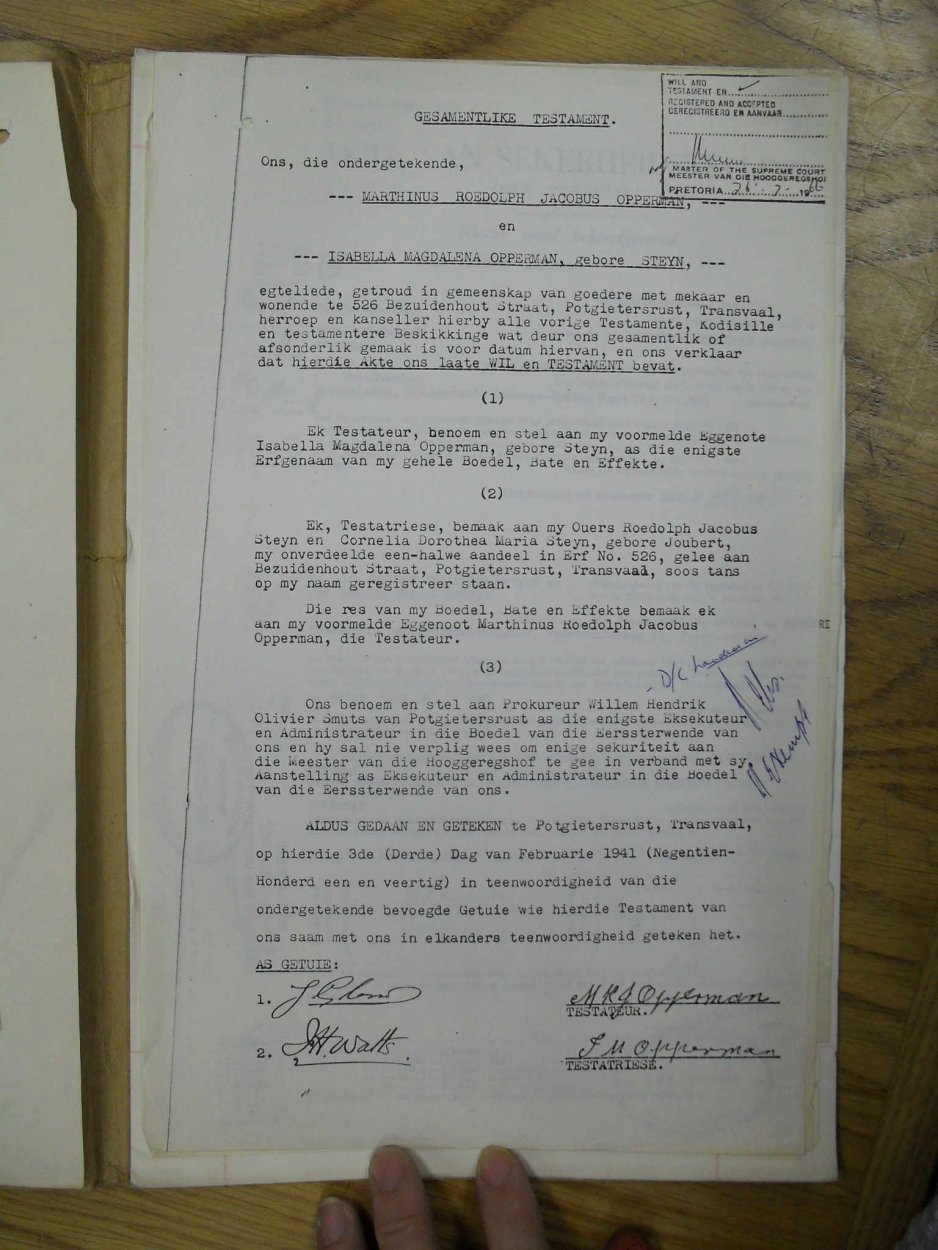 WILL AND
TESTAMENT EN
REGISTERED AND ACCEPTED
GEREGISTREERD EN AANVAAR
MASTER OF THE SUPREME COURT
MEESTER VAN DIE HOOGGEREGSHOF
PRETORIA 26 - 7 - 1966
GESAMENTLIKE TESTAMENT.
Ons, die ondergetekende,
--- MARTHINUS ROEDOLPH JACOBUS OPPERMAN, ---
en
--- ISABELLA MAGDALENA OPPERMAN, gebore STEYN, ---
egteliede, getroud in gemeenskap van goedere met mekaar en
wonende te 526 Bezuidenhout Straat, Potgietersrust, Transvaal,
herroep en kanseller hierby alle vorige Testamente, Kodisille
en testamentere Beskikkinge wat deur ons gesamentlik of
afsonderlik gemaak is voor datum hiervan, en ons verklaar
dat hierdie Akte ons laate WIL en TESTAMENT bevat.
(1)
Ek Testateur, benoem en stel aan my voormelde Eggenote
Isabella Magdalena Opperman, gebore Steyn, as die enigste
Erfgenaam van my gehele Boedel, Bate en Effekte.
(2)
Ek, Testatriese, bemaak aan my Ouers Roedolph Jacobus
Steyn en Cornelia Dorothea Maria Steyn, gebore Joubert,
my onverdeelde een-halwe aandeel in Erf No. 526, gelee aan
Bezuidenhout Straat, Potgietersrust, Transvaal, soos tans
op my naam geregistreer staan.
Die res van my Boedel, Bate en Effekte bemaak ek
aan my voormelde Eggenoot Marthinus Roedolph Jacobus
Opperman, die Testateur.
RI
(3)
D/C
Ons benoem en stel aan Prokureur Willem Hendrik
Olivier Smuts van Potgietersrust as die enigste Eksekuteur
en Administrateur in die Boedel van die Eerssterwende van
ons en hy sal nie verplig wees om enige sekuriteit aan
die Meester van die Hooggeregshof te gee in verband met sy
Aanstelling as Eksekuteur en Administrateur in die Boedel
van die Eerssterwende van ons.
ALDUS GEDAAN EN GETEKEN te Potgietersrust, Transvaal,
op hierdie 3de (Derde) Dag van Februarie 1941 (Negentien-
Honderd een en veertig) in teenwoordigheid van die
ondergetekende bevoegde Getuie wie hierdie Testament van
ons saam met ons in elkanders teenwoordigheid geteken het.
AS GETUIE:
1.
M R J Opperman
TESTATEUR.
2. J H Watts.
I M Opperman
TESTATRIESE.